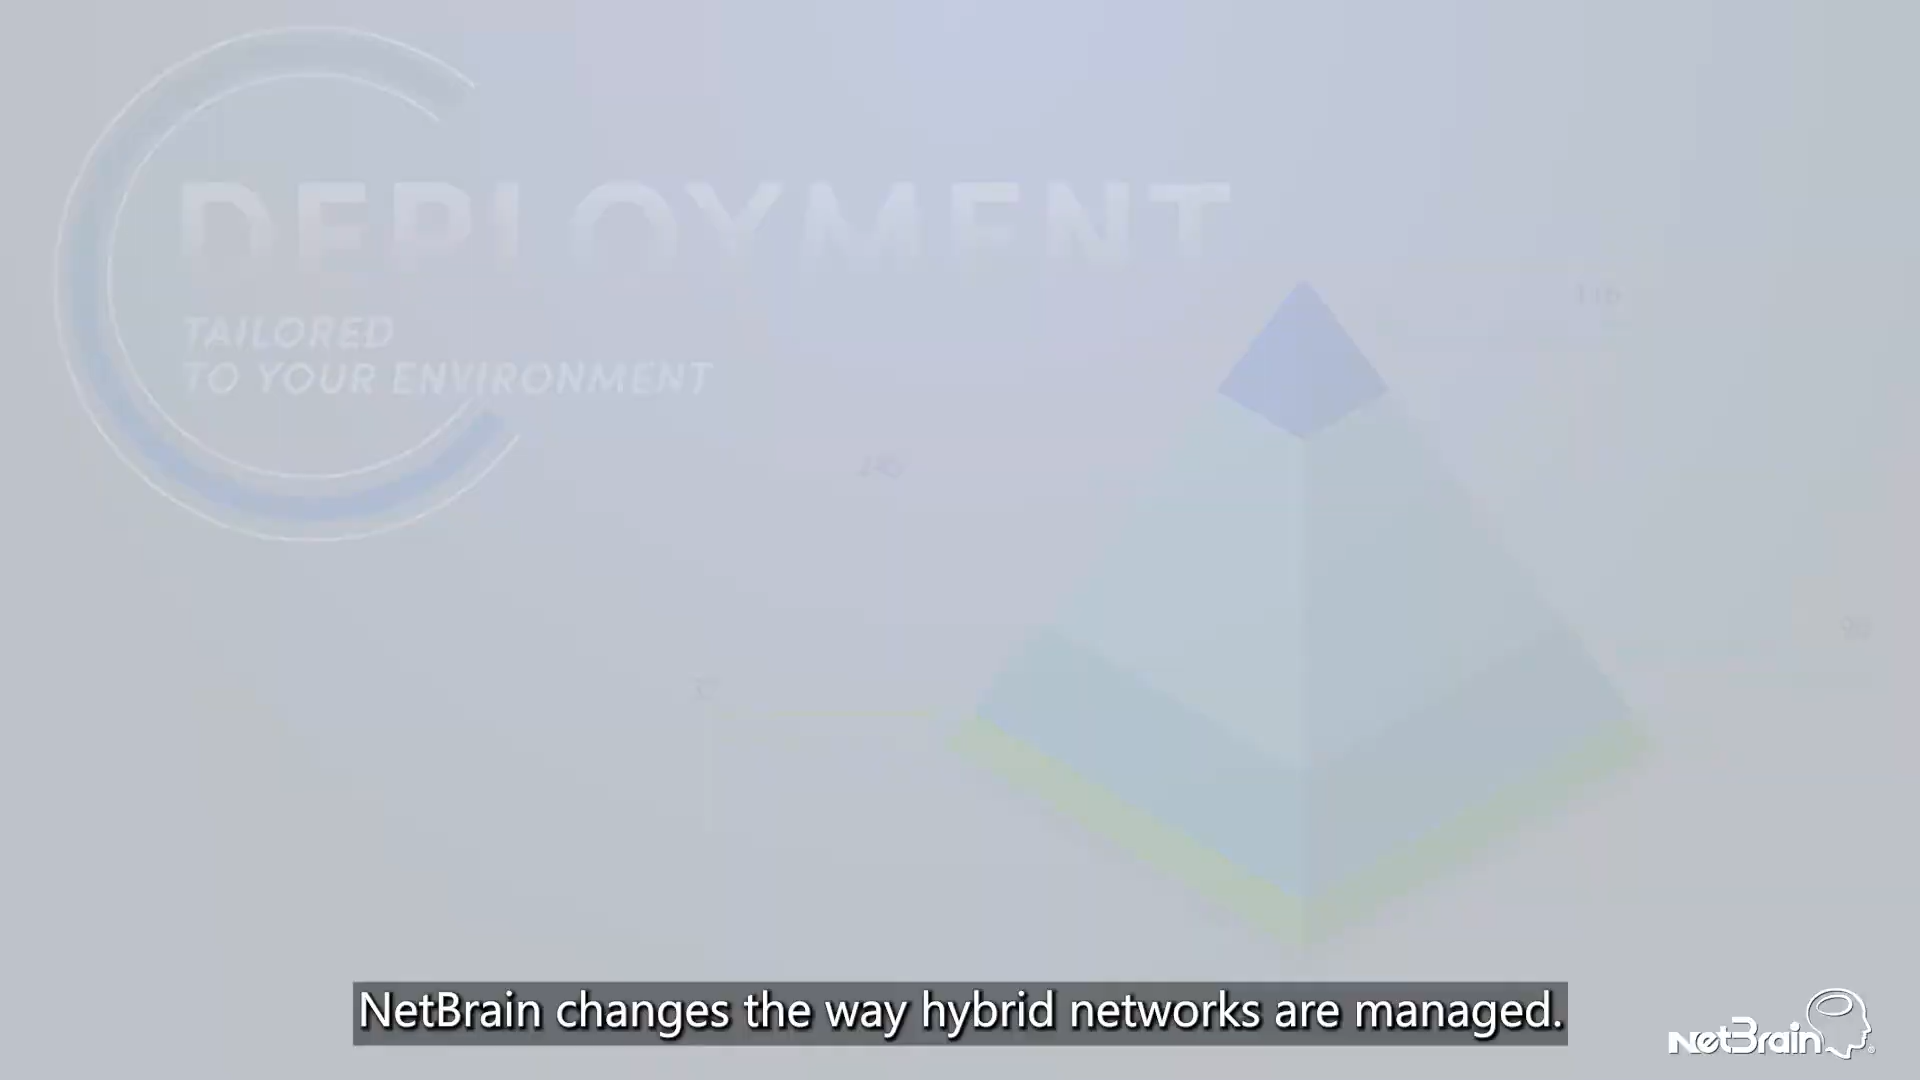 DEPLOYMENT
TAILORED
TO YOUR ENVIRONMENT
NetBrain changes the way hybrid networks are managed.
NetBrain